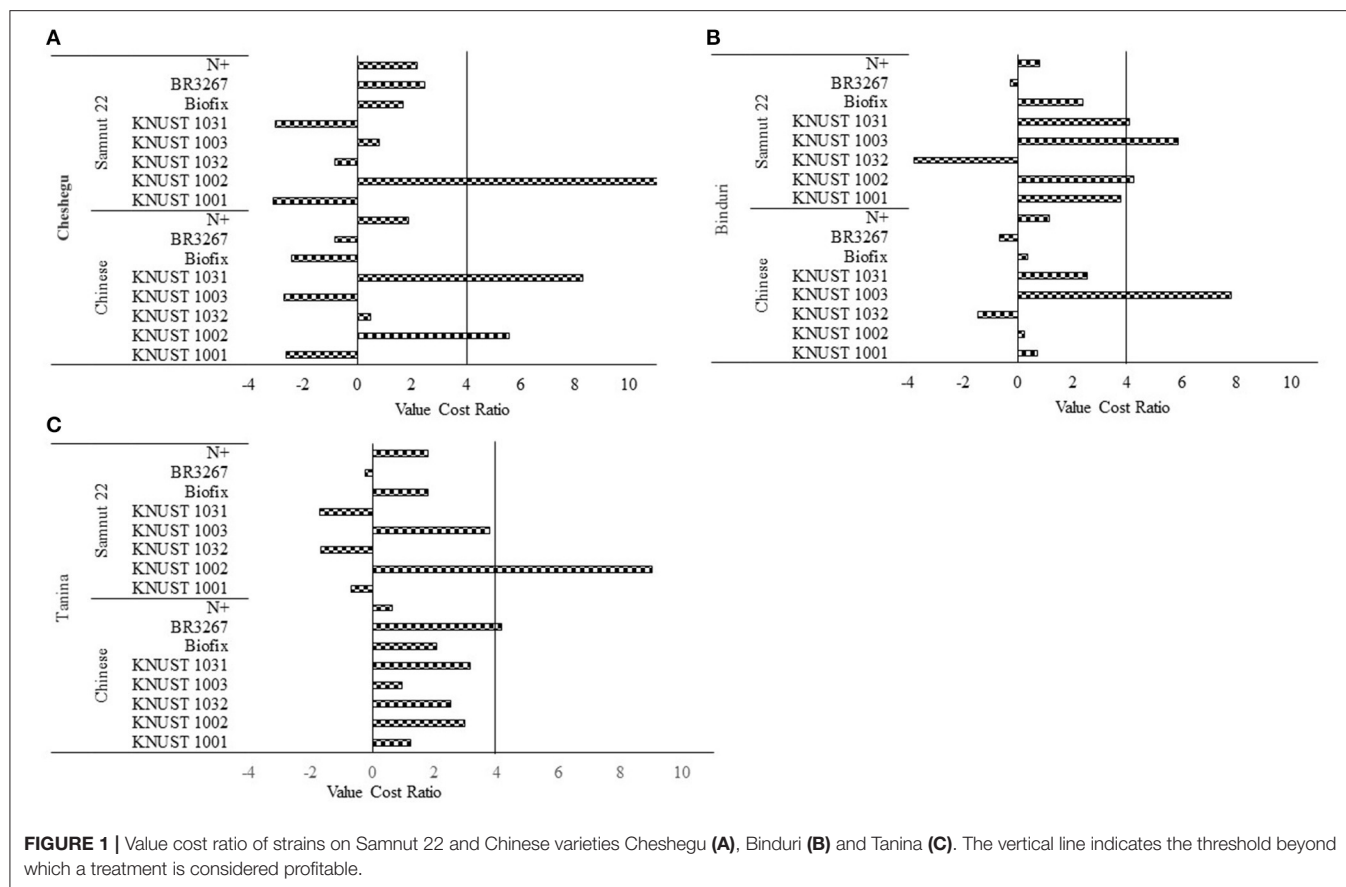 A
Cheshegu
Samnut 22
N+
BR3267
Biofix
KNUST 1031
KNUST 1003
KNUST 1032
KNUST 1002
KNUST 1001
Chinese
N+
BR3267
Biofix
KNUST 1031
KNUST 1003
KNUST 1032
KNUST 1002
KNUST 1001
-4 -2 0 2 4 6 8 10
Value Cost Ratio
B
Binduri
Samnut 22
N+
BR3267
Biofix
KNUST 1031
KNUST 1003
KNUST 1032
KNUST 1002
KNUST 1001
Chinese
N+
BR3267
Biofix
KNUST 1031
KNUST 1003
KNUST 1032
KNUST 1002
KNUST 1001
-4 -2 0 2 4 6 8 10
Value Cost Ratio
C
Tanina
Samnut 22
N+
BR3267
Biofix
KNUST 1031
KNUST 1003
KNUST 1032
KNUST 1002
KNUST 1001
Chinese
N+
BR3267
Biofix
KNUST 1031
KNUST 1003
KNUST 1032
KNUST 1002
KNUST 1001
-4 -2 0 2 4 6 8 10
Value Cost Ratio
FIGURE 1 | Value cost ratio of strains on Samnut 22 and Chinese varieties Cheshegu (A), Binduri (B) and Tanina (C). The vertical line indicates the threshold beyond
which a treatment is considered profitable.